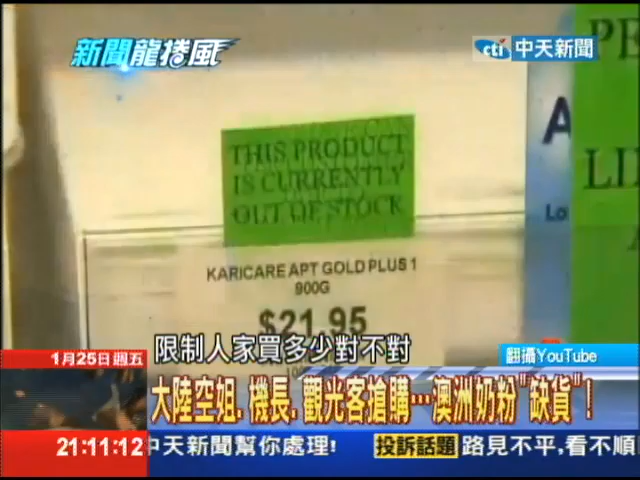 新聞龍捲風
cti 中天新聞
THIS PRODUCT
IS CURRENTLY
OUT OF STOCK
KARICARE APT GOLD PLUS 1
900G
$21.95
限制人家買多少對不對
1月25日週五
翻攝YouTube
大陸空姐.機長.觀光客搶購…澳洲奶粉"缺貨"!
21:11:12
中天新聞幫你處理!
投訴話題
路見不平,看不順